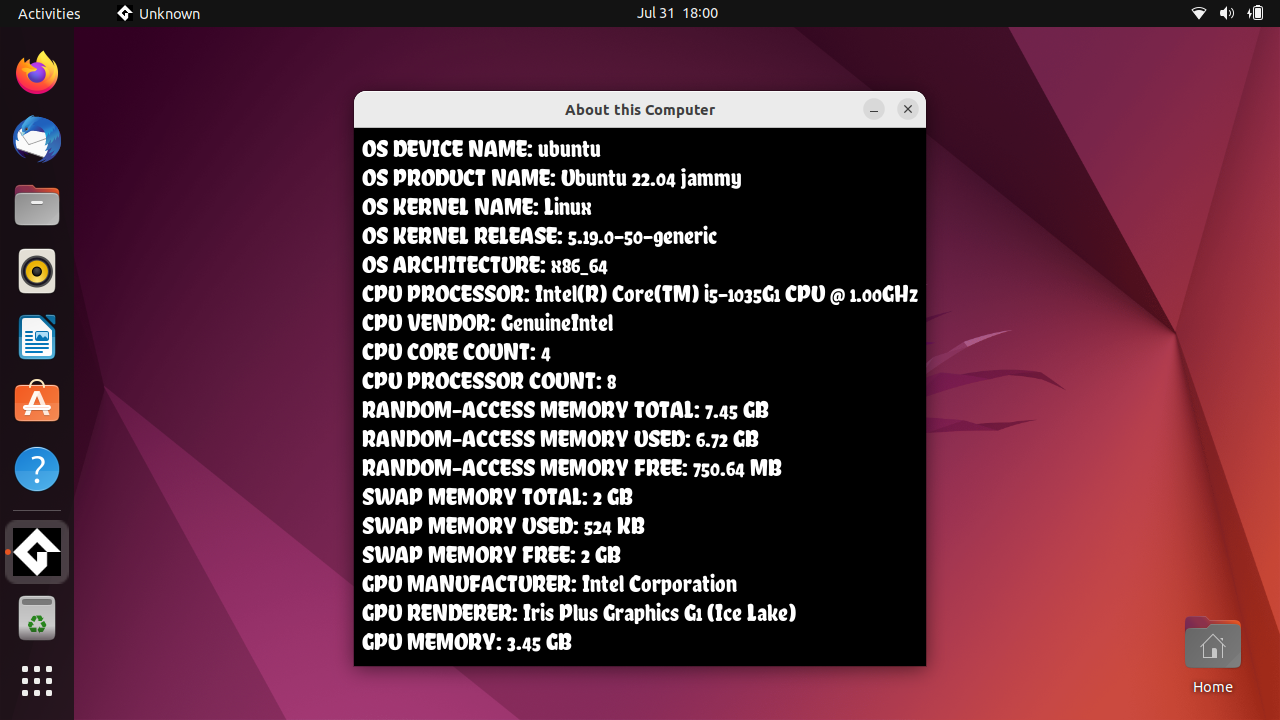 Activities
Unknown
Jul 31 18:00
About this Computer
OS DEVICE NAME: ubuntu
OS PRODUCT NAME: Ubuntu 22.04 jammy
OS KERNEL NAME: Linux
OS KERNEL RELEASE: 5.19.0-50-generic
OS ARCHITECTURE: x86_64
CPU PROCESSOR: Intel(R) Core(TM) i5-1035G1 CPU @ 1.00GHz
CPU VENDOR: GenuineIntel
CPU CORE COUNT: 4
CPU PROCESSOR COUNT: 8
RANDOM-ACCESS MEMORY TOTAL: 7.45 GB
RANDOM-ACCESS MEMORY USED: 6.72 GB
RANDOM-ACCESS MEMORY FREE: 750.64 MB
SWAP MEMORY TOTAL: 2 GB
SWAP MEMORY USED: 524 KB
SWAP MEMORY FREE: 2 GB
GPU MANUFACTURER: Intel Corporation
GPU RENDERER: Iris Plus Graphics G1 (Ice Lake)
GPU MEMORY: 3.45 GB
Home